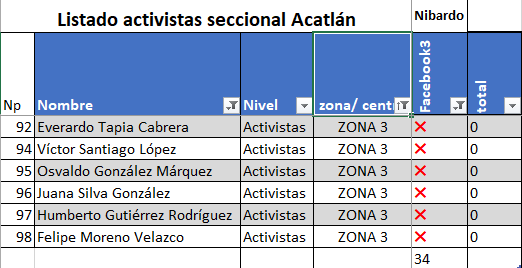 Listado activistas seccional Acatlán Nibardo
Np Nombre Nivel zona/ centr Facebook3 total
92 Everardo Tapia Cabrera Activistas ZONA 3 0
94 Víctor Santiago López Activistas ZONA 3 0
95 Osvaldo González Márquez Activistas ZONA 3 0
96 Juana Silva González Activistas ZONA 3 0
97 Humberto Gutiérrez Rodríguez Activistas ZONA 3 0
98 Felipe Moreno Velazco Activistas ZONA 3 0
34